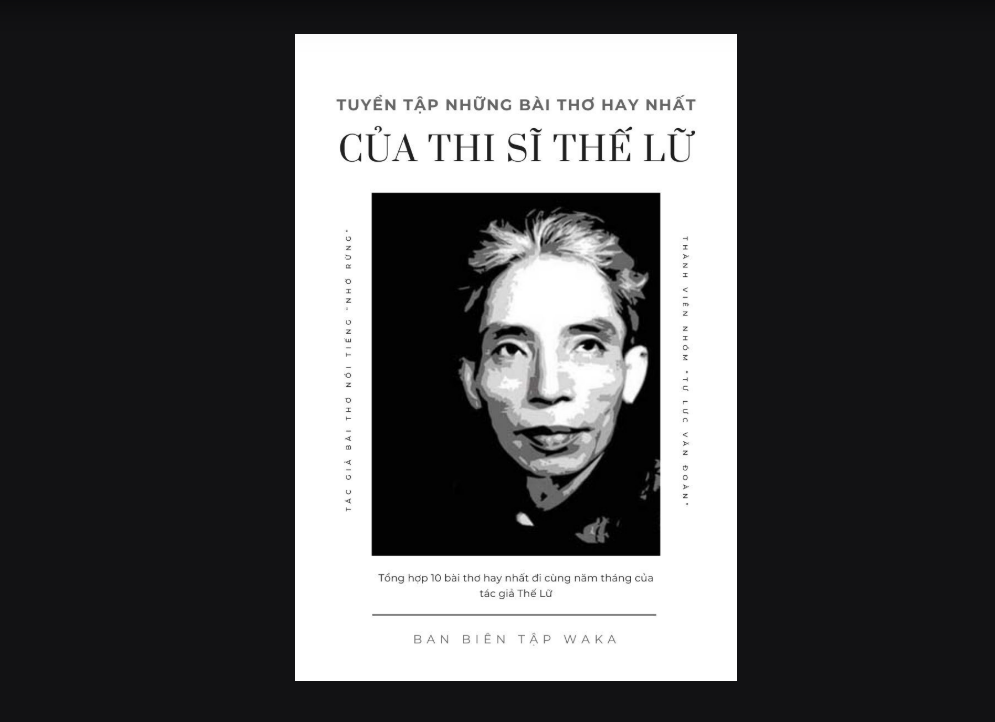 TUYỂN TẬP NHỮNG BÀI THƠ HAY NHẤT
CỦA THI SĨ THẾ LỮ
TÁC GIẢ BÀI THƠ NỔI TIẾNG "NHỚ RỪNG"
THÀNH VIÊN NHÓM "TỰ LỰC VĂN ĐOÀN"
Tổng hợp 10 bài thơ hay nhất đi cùng năm tháng của
tác giả Thế Lữ
BAN BIÊN TẬP WAKA